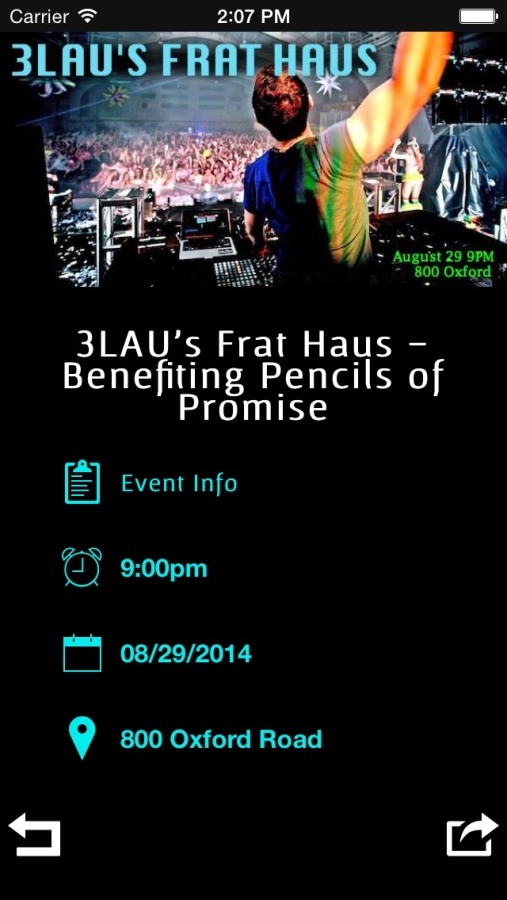 Carrier 2:07 PM
3LAU'S FRAT HAUS
August 29 9PM
800 Oxford
3LAU’s Frat Haus –
Benefiting Pencils of
Promise
Event Info
9:00pm
08/29/2014
800 Oxford Road